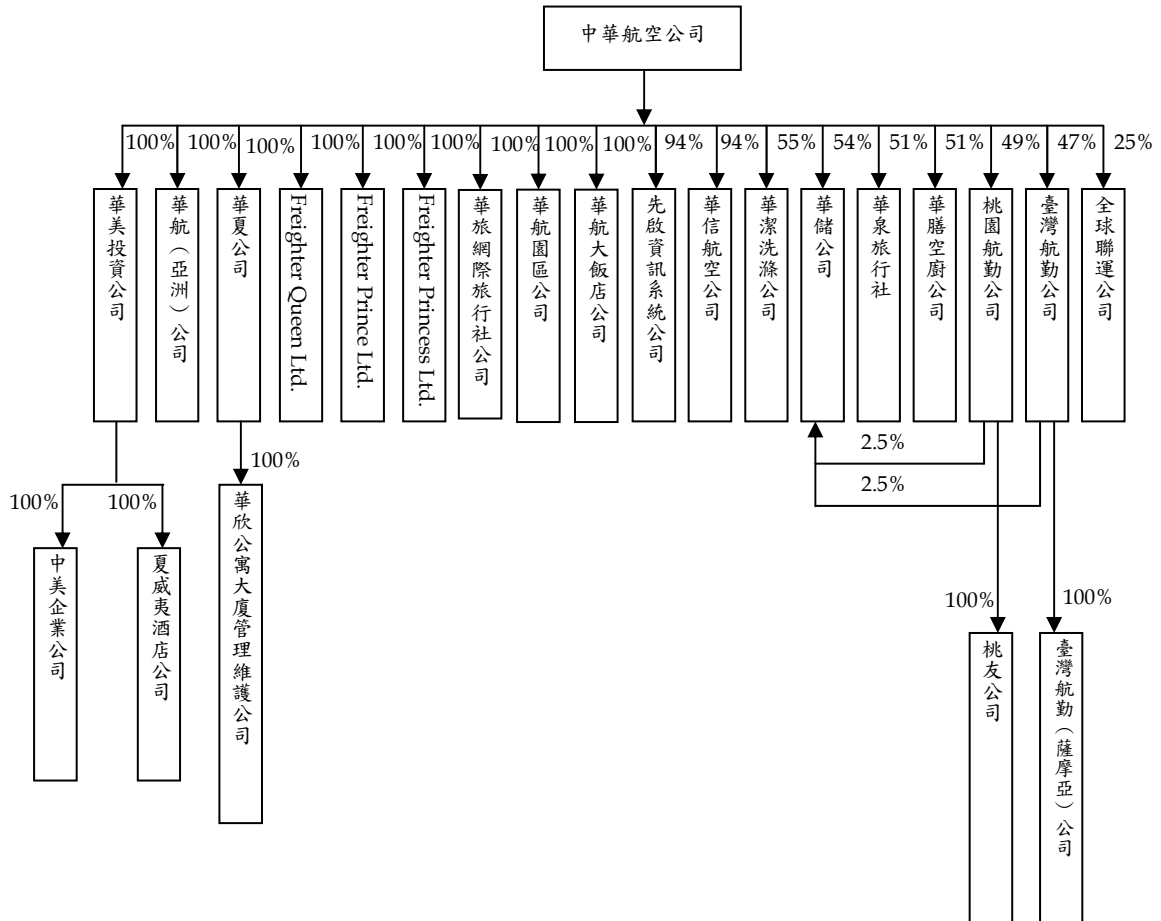 中華航空公司
100%
100%
100%
100%
100%
100%
100%
100%
100%
94%
94%
55%
54%
51%
51%
49%
47%
25%
華美投資公司
華航（亞洲）公司
華夏公司
Freighter Queen Ltd.
Freighter Prince Ltd.
Freighter Princess Ltd.
華旅網際旅行社公司
華航園區公司
華航大飯店公司
先啟資訊系統公司
華信航空公司
華潔洗滌公司
華儲公司
華泉旅行社
華膳空廚公司
桃園航勤公司
臺灣航勤公司
全球聯運公司
2.5%
2.5%
100%
100%
100%
中美企業公司
夏威夷酒店公司
華欣公寓大廈管理維護公司
100%
100%
桃友公司
臺灣航勤（薩摩亞）公司